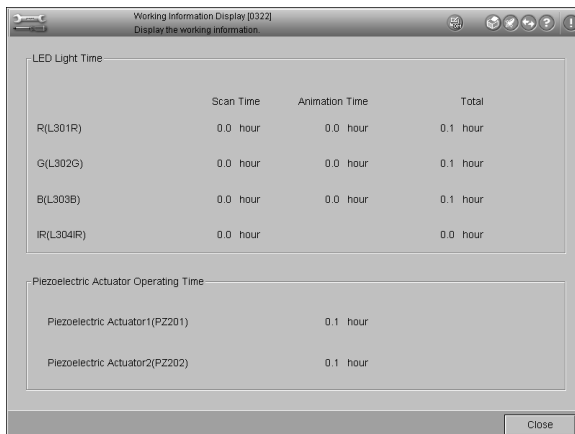 Working Information Display [0322]
Display the working information.
LED Light Time
Scan Time Animation Time Total
R(L301R) 0.0 hour 0.0 hour 0.1 hour
G(L302G) 0.0 hour 0.0 hour 0.1 hour
B(L303B) 0.0 hour 0.0 hour 0.1 hour
IR(L304IR) 0.0 hour 0.0 hour
Piezoelectric Actuator Operating Time
Piezoelectric Actuator1(PZ201) 0.1 hour
Piezoelectric Actuator2(PZ202) 0.1 hour
Close